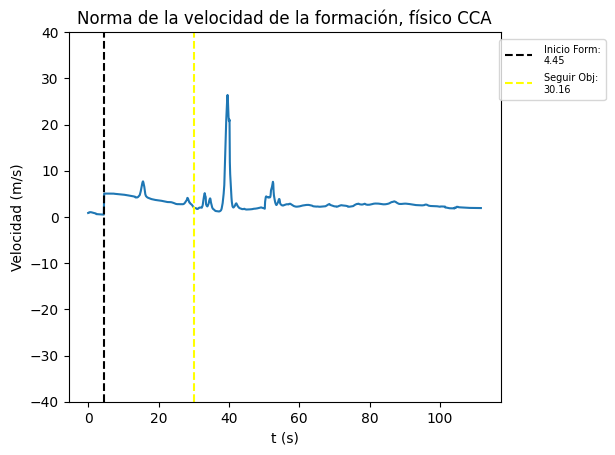 Norma de la velocidad de la formación, físico CCA
Inicio Form:
4.45
Seguir Obj:
30.16
Velocidad (m/s)
40
30
20
10
0
−10
−20
−30
−40
0 20 40 60 80 100
t (s)